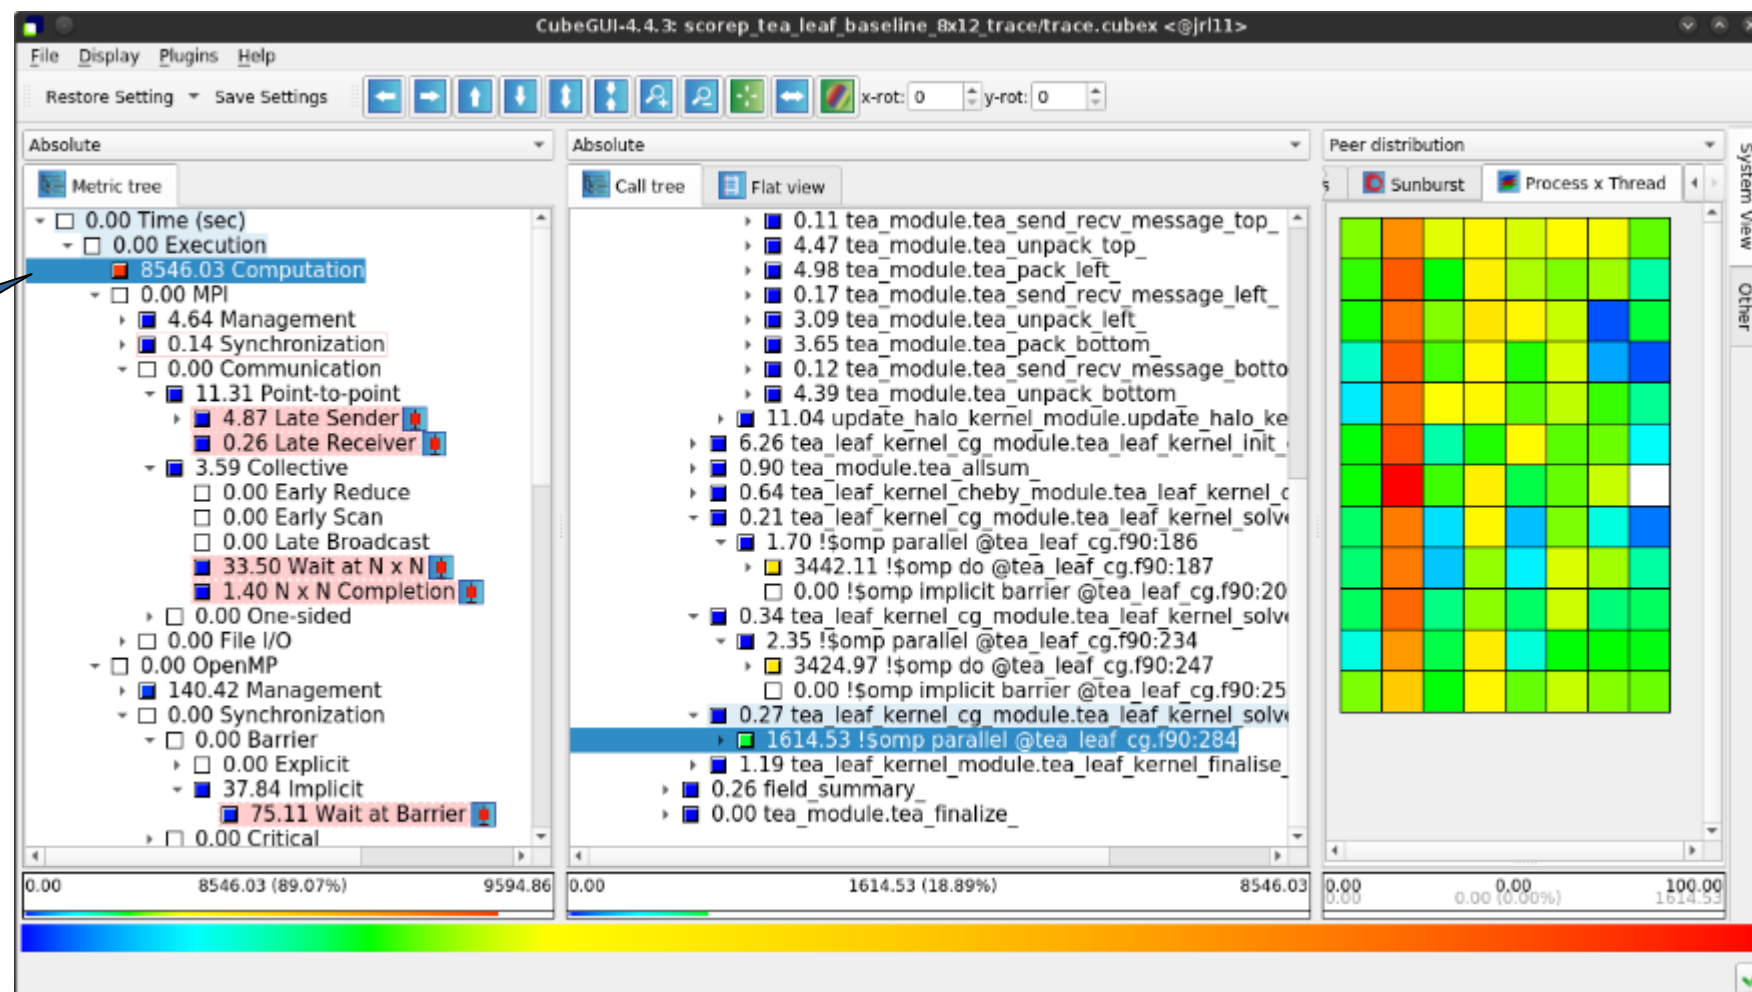 CubeGUI-4.4.3: scorep_tea_leaf_baseline_8x12_trace/trace.cubex <@jrl11>
File Display Plugins Help
Restore Setting Save Settings x-rot: 0 y-rot: 0
Absolute
Metric tree
0.00 Time (sec)
0.00 Execution
8546.03 Computation
0.00 MPI
4.64 Management
0.14 Synchronization
0.00 Communication
11.31 Point-to-point
4.87 Late Sender
0.26 Late Receiver
3.59 Collective
0.00 Early Reduce
0.00 Early Scan
0.00 Late Broadcast
33.50 Wait at N x N
1.40 N x N Completion
0.00 One-sided
0.00 File I/O
0.00 OpenMP
140.42 Management
0.00 Synchronization
0.00 Barrier
0.00 Explicit
37.84 Implicit
75.11 Wait at Barrier
0.00 Critical
0.00 8546.03 (89.07%) 9594.86
Absolute
Call tree Flat view
0.11 tea_module.tea_send_recv_message_top_
4.47 tea_module.tea_unpack_top_
4.98 tea_module.tea_pack_left_
0.17 tea_module.tea_send_recv_message_left_
3.09 tea_module.tea_unpack_left_
3.65 tea_module.tea_pack_bottom_
0.12 tea_module.tea_send_recv_message_botto
4.39 tea_module.tea_unpack_bottom_
11.04 update_halo_kernel_module.update_halo_ke
6.26 tea_leaf_kernel_cg_module.tea_leaf_kernel_init_
0.90 tea_module.tea_allsum_
0.64 tea_leaf_kernel_cheby_module.tea_leaf_kernel_c
0.21 tea_leaf_kernel_cg_module.tea_leaf_kernel_solve
1.70 !$omp parallel @tea_leaf_cg.f90:186
3442.11 !$omp do @tea_leaf_cg.f90:187
0.00 !$omp implicit barrier @tea_leaf_cg.f90:20
0.34 tea_leaf_kernel_cg_module.tea_leaf_kernel_solve
2.35 !$omp parallel @tea_leaf_cg.f90:234
3424.97 !$omp do @tea_leaf_cg.f90:247
0.00 !$omp implicit barrier @tea_leaf_cg.f90:25
0.27 tea_leaf_kernel_cg_module.tea_leaf_kernel_solve
1614.53 !$omp parallel @tea_leaf_cg.f90:284
1.19 tea_leaf_kernel_module.tea_leaf_kernel_finalise_
0.26 field_summary_
0.00 tea_module.tea_finalize_
0.00 1614.53 (18.89%) 8546.03
Peer distribution
s Sunburst Process x Thread
0.00 0.00 100.00
0.00 0.00 (0.00%) 1614.53
System View
Other